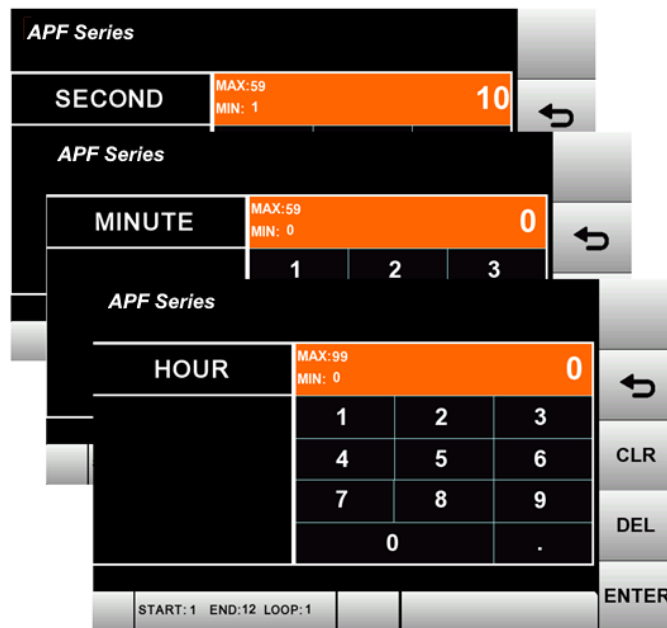 APF Series
SECOND
MAX:59
MIN: 1
10
APF Series
MINUTE
MAX:59
MIN: 0
0
1 2 3
APF Series
HOUR
MAX:99
MIN: 0
0
1 2 3
4 5 6 CLR
7 8 9
0 . DEL
START:1 END:12 LOOP:1 ENTER